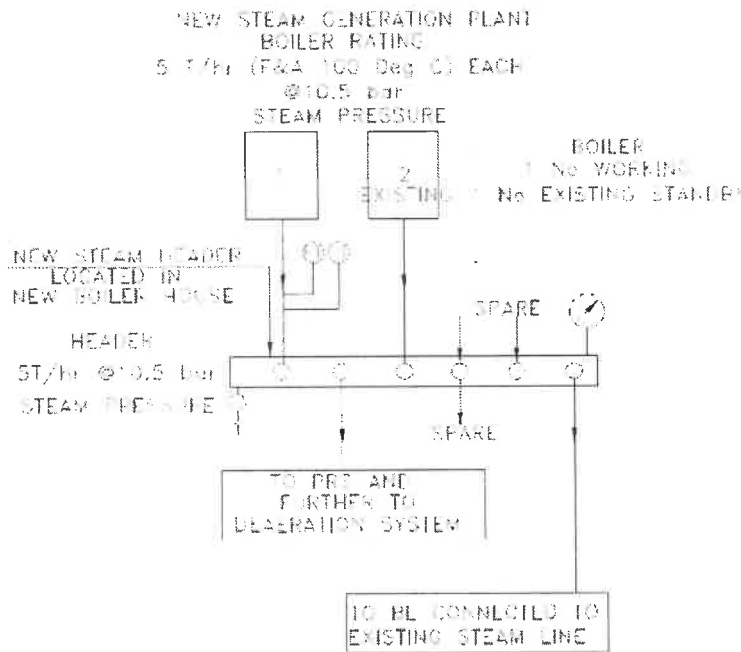 NEW STEAM GENERATION PLANT
BOILER RATING
5 T/hr (F&A 100 Deg C) EACH
@10.5 bar
STEAM PRESSURE
1
2
BOILER
1 No WORKING
EXISTING No EXISTING STANDBY
NEW STEAM HEADER
LOCATED IN
NEW BOILER HOUSE
SPARE
HEADER
5T/hr @10.5 bar
STEAM PRESSURE
SPARE
TO PRS AND
FURTHER TO
DEAERATION SYSTEM
TO BE CONNECTED TO
EXISTING STEAM LINE